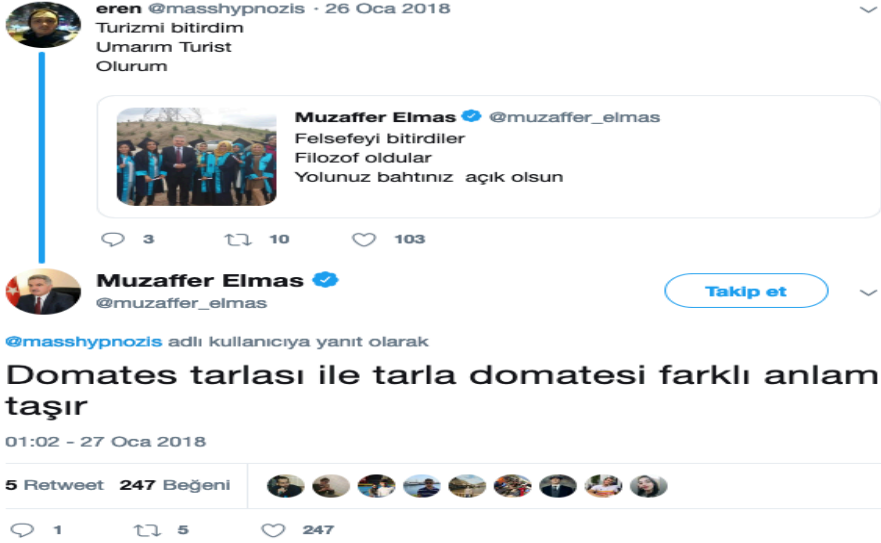 eren @masshypnozis · 26 Oca 2018
Turizmi bitirdim
Umarım Turist
Olurum
Muzaffer Elmas @muzaffer_elmas
Felsefeyi bitirdiler
Filozof oldular
Yolunuz bahtınız açık olsun
3 10 103
Muzaffer Elmas
@muzaffer_elmas
Takip et
@masshypnozis adlı kullanıcıya yanıt olarak
Domates tarlası ile tarla domatesi farklı anlam
taşır
01:02 - 27 Oca 2018
5 Retweet 247 Beğeni
1 5 247